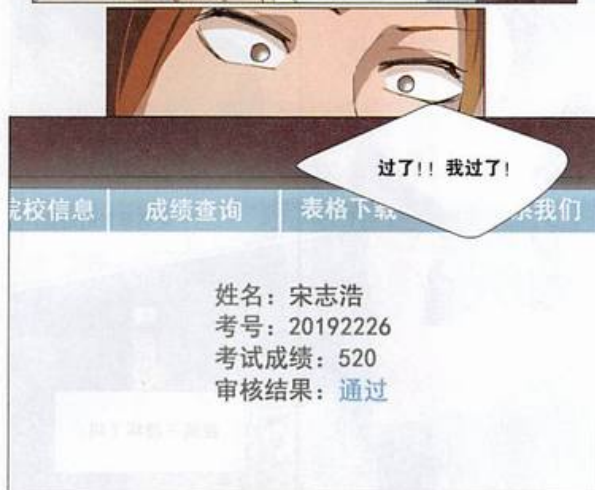 过了!! 我过了!
院校信息 成绩查询 表格下载 系我们
姓名：宋志浩
考号：20192226
考试成绩：520
审核结果：通过